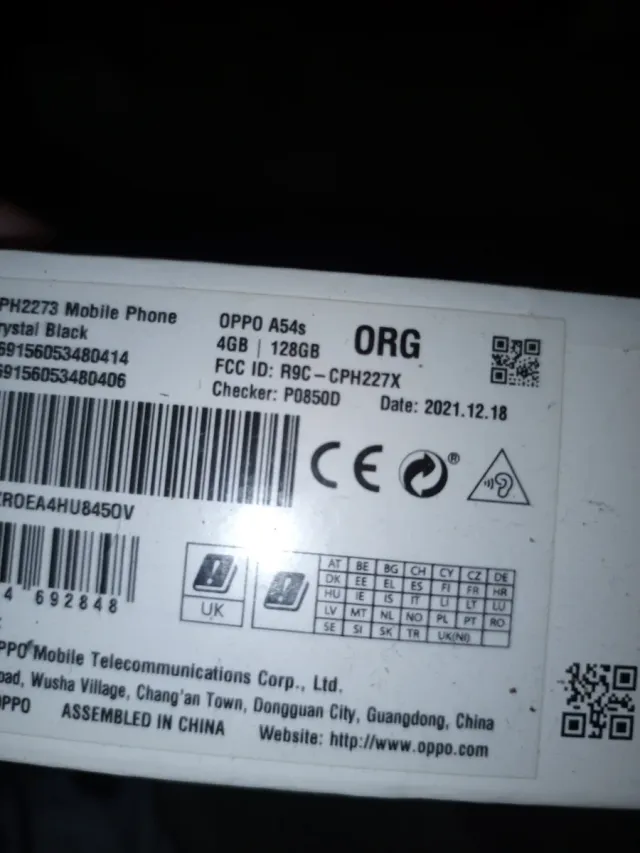 PH2273 Mobile Phone
rystal Black
69156053480414
69156053480406
OPPO A54s
4GB | 128GB
ORG
FCC ID: R9C-CPH227X
Checker: P0850D
Date: 2021.12.18
CE
®
ROEA4HU8450V
4 692848
UK
AT BE BG CH CY CZ DE
DK EE EL ES FI FR HR
HU IE IS IT LI LT LU
LV MT NL NO PL PT RO
SE SI SK TR UK(NI)
PPO Mobile Telecommunications Corp., Ltd.
oad, Wusha Village, Chang'an Town, Dongguan City, Guangdong, China
OPPO ASSEMBLED IN CHINA Website: http://www.oppo.com